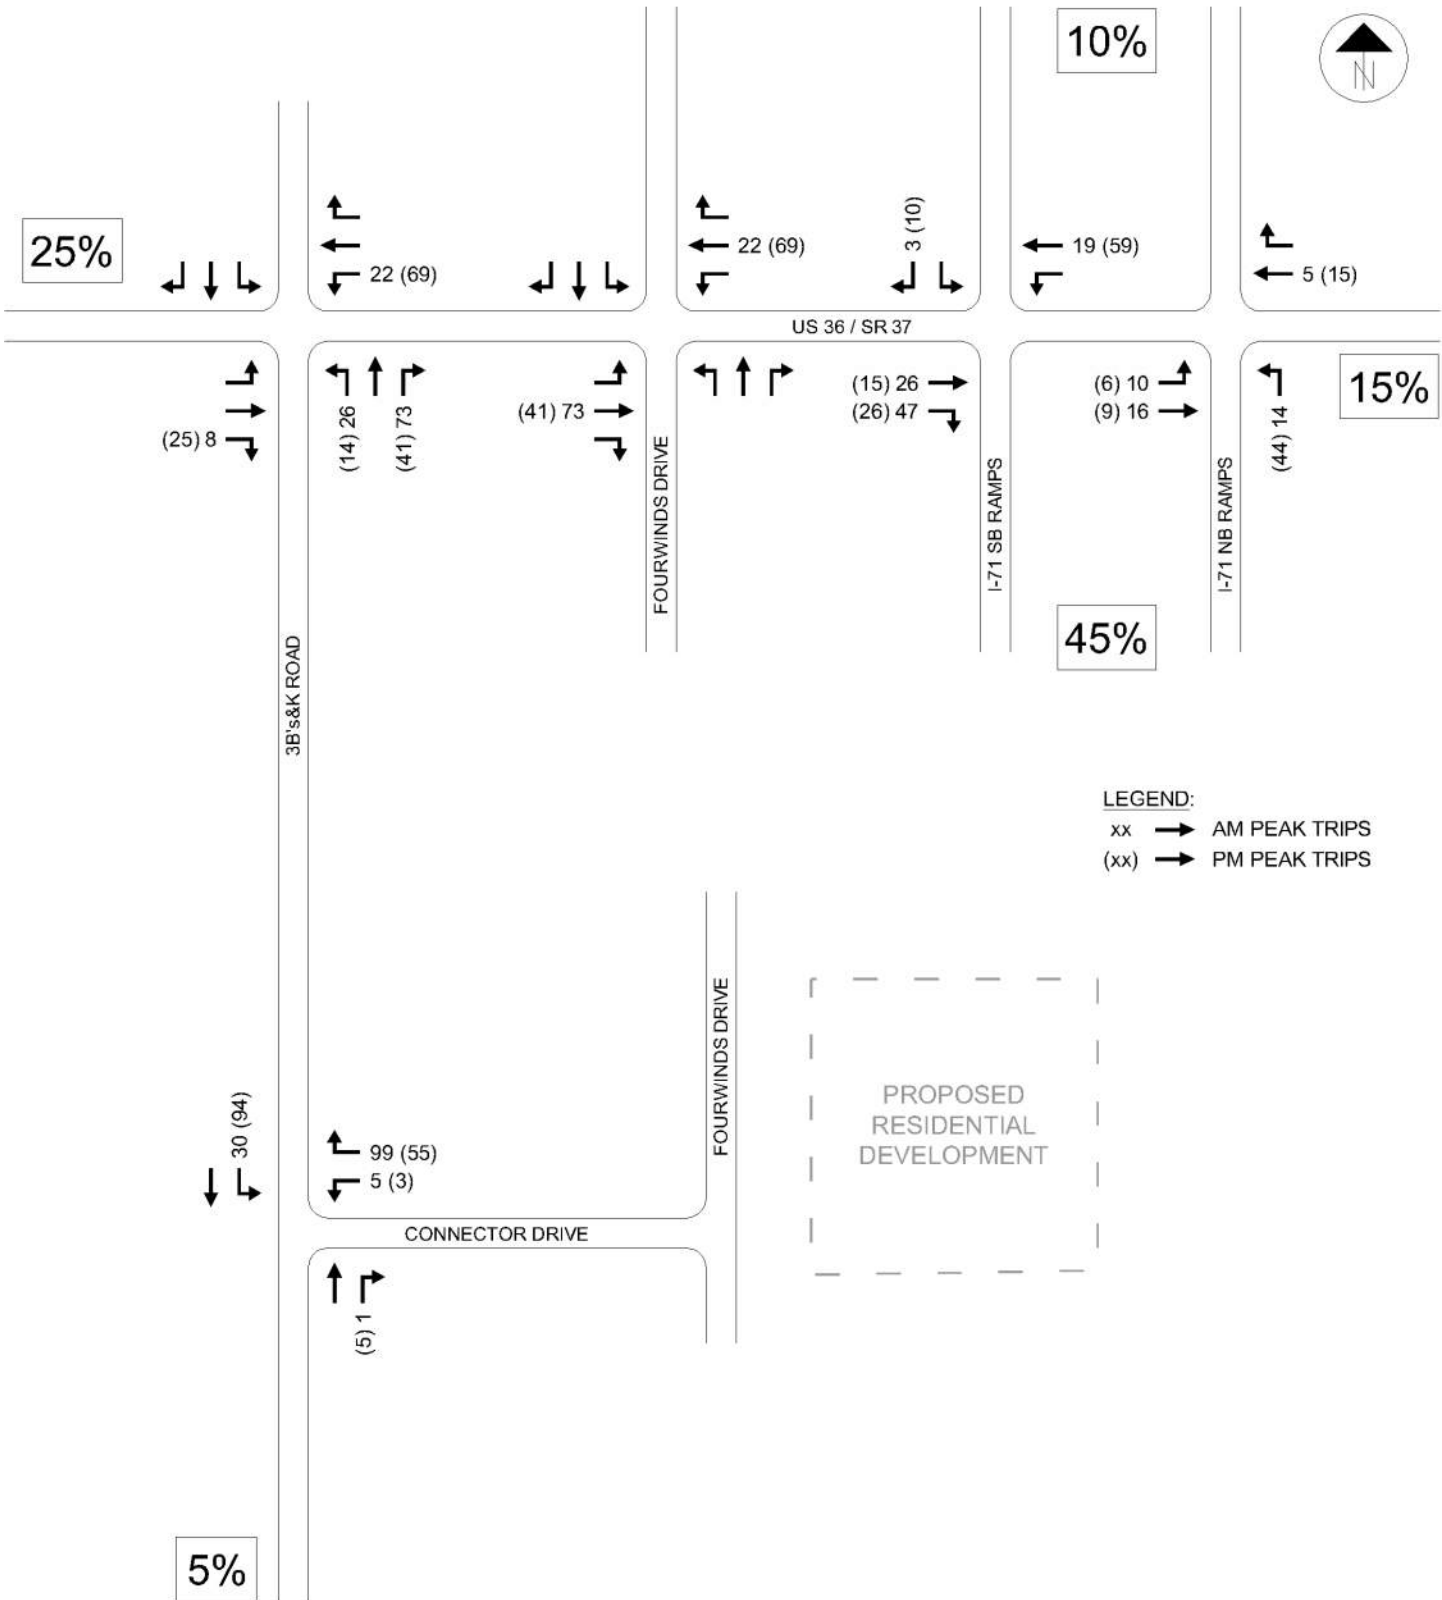 10%
N
25%
22 (69)
22 (69)
3 (10)
19 (59)
5 (15)
US 36 / SR 37
(25) 8
(14) 26
(41) 73
(41) 73
(15) 26
(26) 47
(6) 10
(9) 16
(44) 14
15%
FOURWINDS DRIVE
I-71 SB RAMPS
I-71 NB RAMPS
45%
3B's&K ROAD
LEGEND:
xx AM PEAK TRIPS
(xx) PM PEAK TRIPS
FOURWINDS DRIVE
PROPOSED
RESIDENTIAL
DEVELOPMENT
30 (94)
99 (55)
5 (3)
CONNECTOR DRIVE
(5) 1
5%